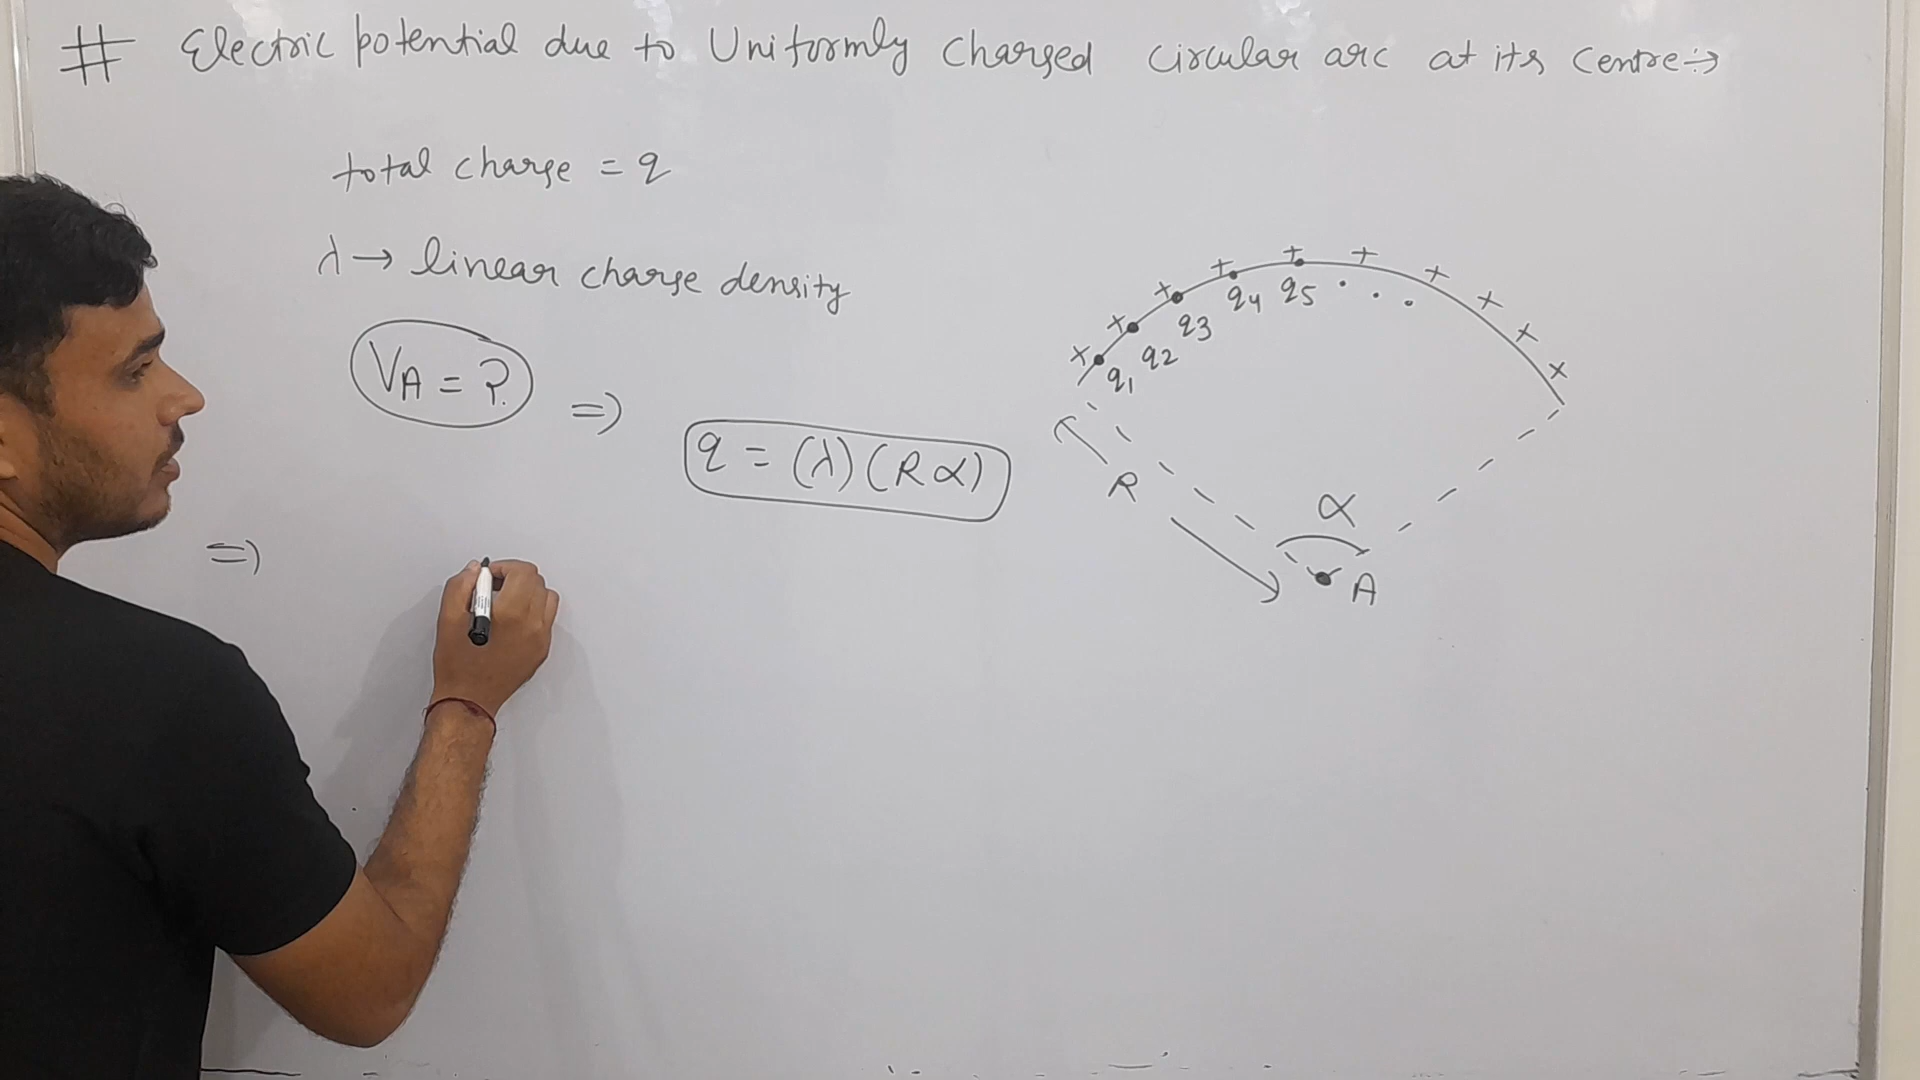 # Electric potential due to Uniformly Charged Circular arc at its Centre :→
total charge = q
λ → linear charge density
V_A = ?
=>
q = (λ)(Rα)
=>
+ + + + + + + + + + +
q₁ q₂ q₃ q₄ q₅ . . .
R
α
A